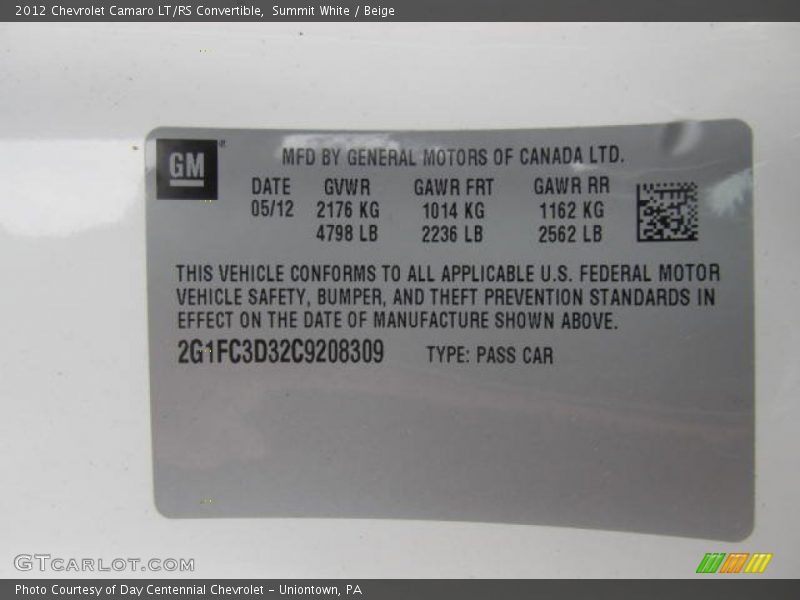 2012 Chevrolet Camaro LT/RS Convertible,  Summit White / Beige
GM®
MFD BY GENERAL MOTORS OF CANADA LTD.
DATE GVWR GAWR FRT GAWR RR
05/12 2176 KG 1014 KG 1162 KG
4798 LB 2236 LB 2562 LB
THIS VEHICLE CONFORMS TO ALL APPLICABLE U.S. FEDERAL MOTOR
VEHICLE SAFETY, BUMPER, AND THEFT PREVENTION STANDARDS IN
EFFECT ON THE DATE OF MANUFACTURE SHOWN ABOVE.
2G1FC3D32C9208309 TYPE: PASS CAR
GTCARLOT.COM
Photo Courtesy of Day Centennial Chevrolet - Uniontown, PA